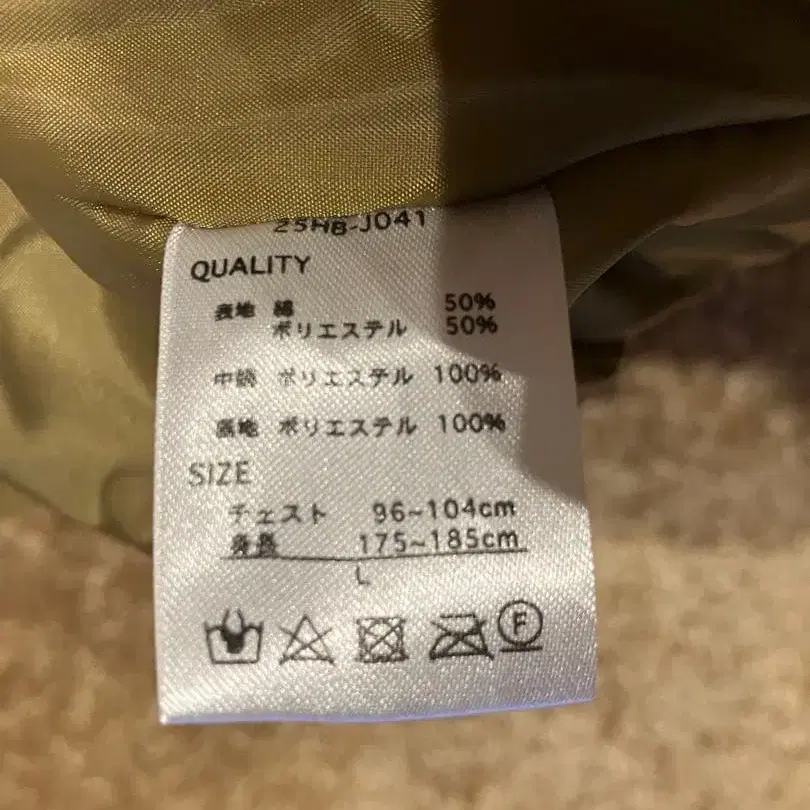 25HB-J041
QUALITY
表地 綿 50%
ポリエステル 50%
中綿 ポリエステル 100%
裏地 ポリエステル 100%
SIZE
チェスト 96~104cm
身長 175~185cm
L
F